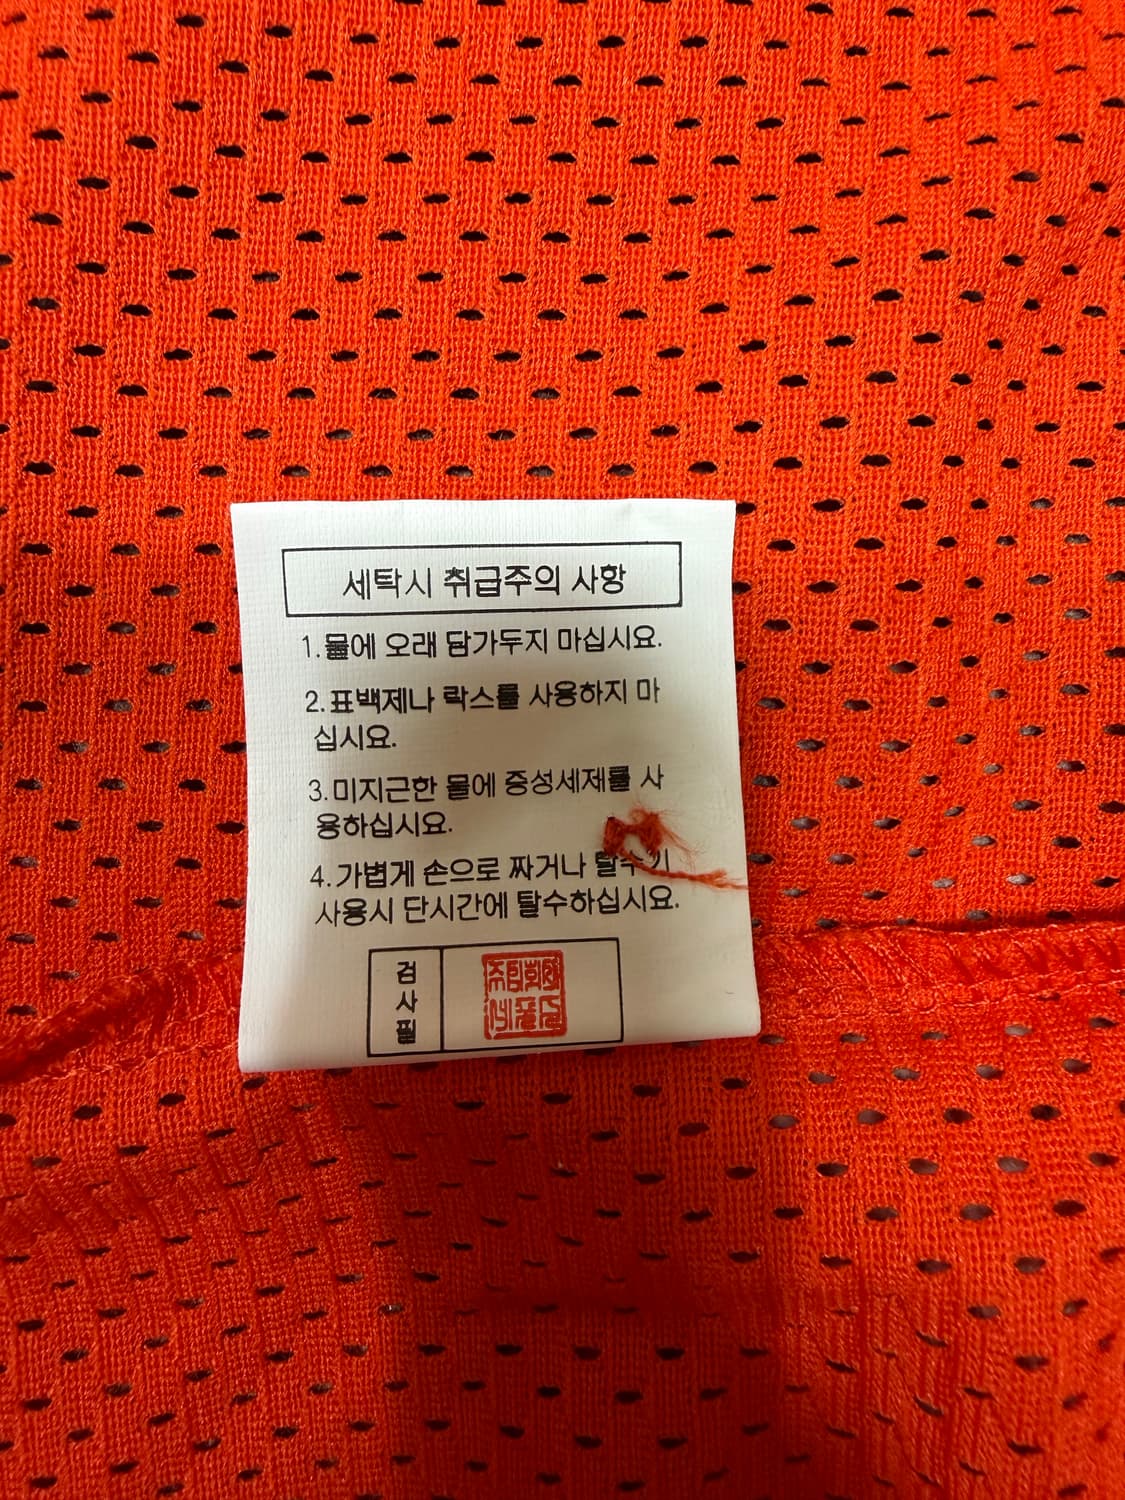 세탁시 취급주의 사항
1.물에 오래 담가두지 마십시요.
2.표백제나 락스를 사용하지 마
십시요.
3.미지근한 물에 중성세제를 사
용하십시요.
4.가볍게 손으로 짜거나 탈수기
사용시 단시간에 탈수하십시요.
검
사
필